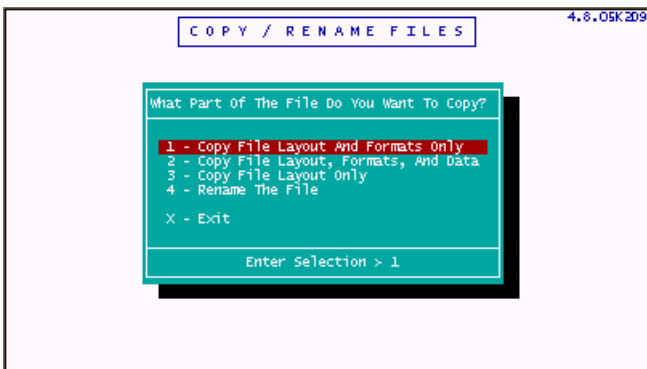 4.8.05K2D9
COPY / RENAME FILES
What Part Of The File Do You Want To Copy?
1 - Copy File Layout And Formats Only
2 - Copy File Layout, Formats, And Data
3 - Copy File Layout Only
4 - Rename The File
X - Exit
Enter Selection > 1